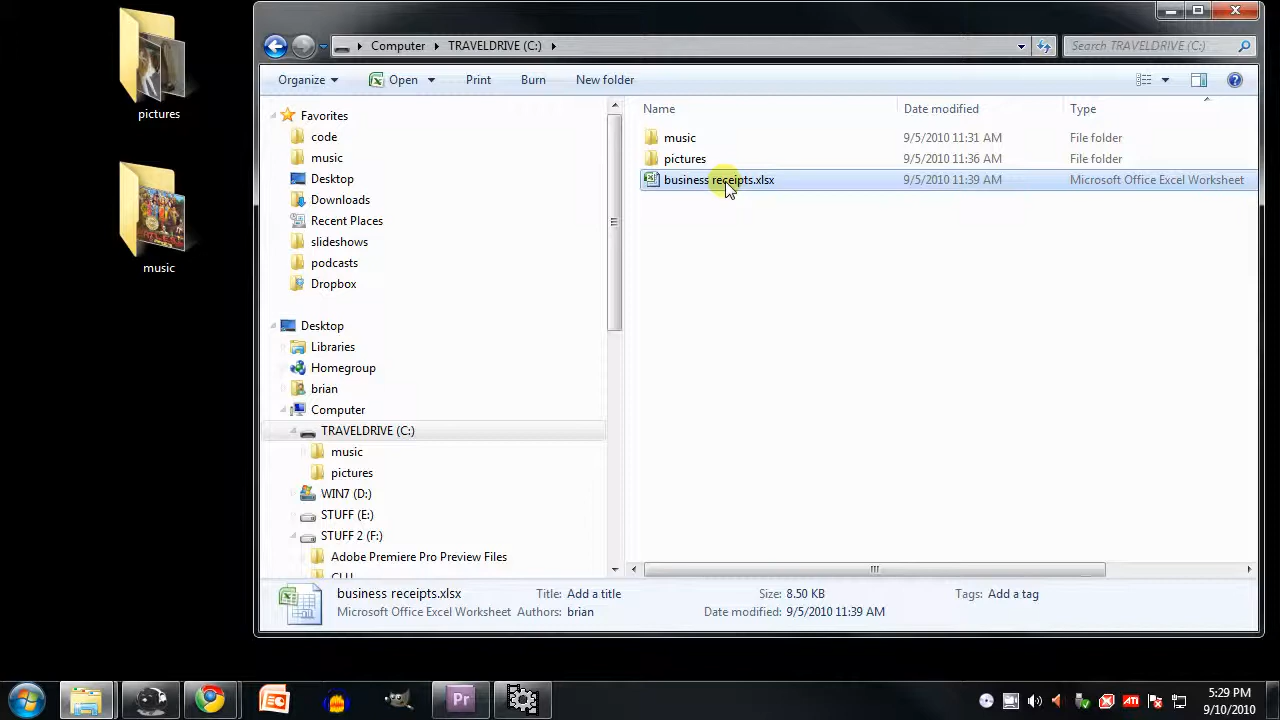 pictures
music
Computer TRAVELDRIVE (C:)
Search TRAVELDRIVE (C:)
Organize Open Print Burn New folder
Favorites
code
music
Desktop
Downloads
Recent Places
slideshows
podcasts
Dropbox
Desktop
Libraries
Homegroup
brian
Computer
TRAVELDRIVE (C:)
music
pictures
WIN7 (D:)
STUFF (E:)
STUFF 2 (F:)
Adobe Premiere Pro Preview Files
Name Date modified Type
music 9/5/2010 11:31 AM File folder
pictures 9/5/2010 11:36 AM File folder
business receipts.xlsx 9/5/2010 11:39 AM Microsoft Office Excel Worksheet
business receipts.xlsx Title: Add a title Size: 8.50 KB Tags: Add a tag
Microsoft Office Excel Worksheet Authors: brian Date modified: 9/5/2010 11:39 AM
Pr
ATI
5:29 PM
9/10/2010